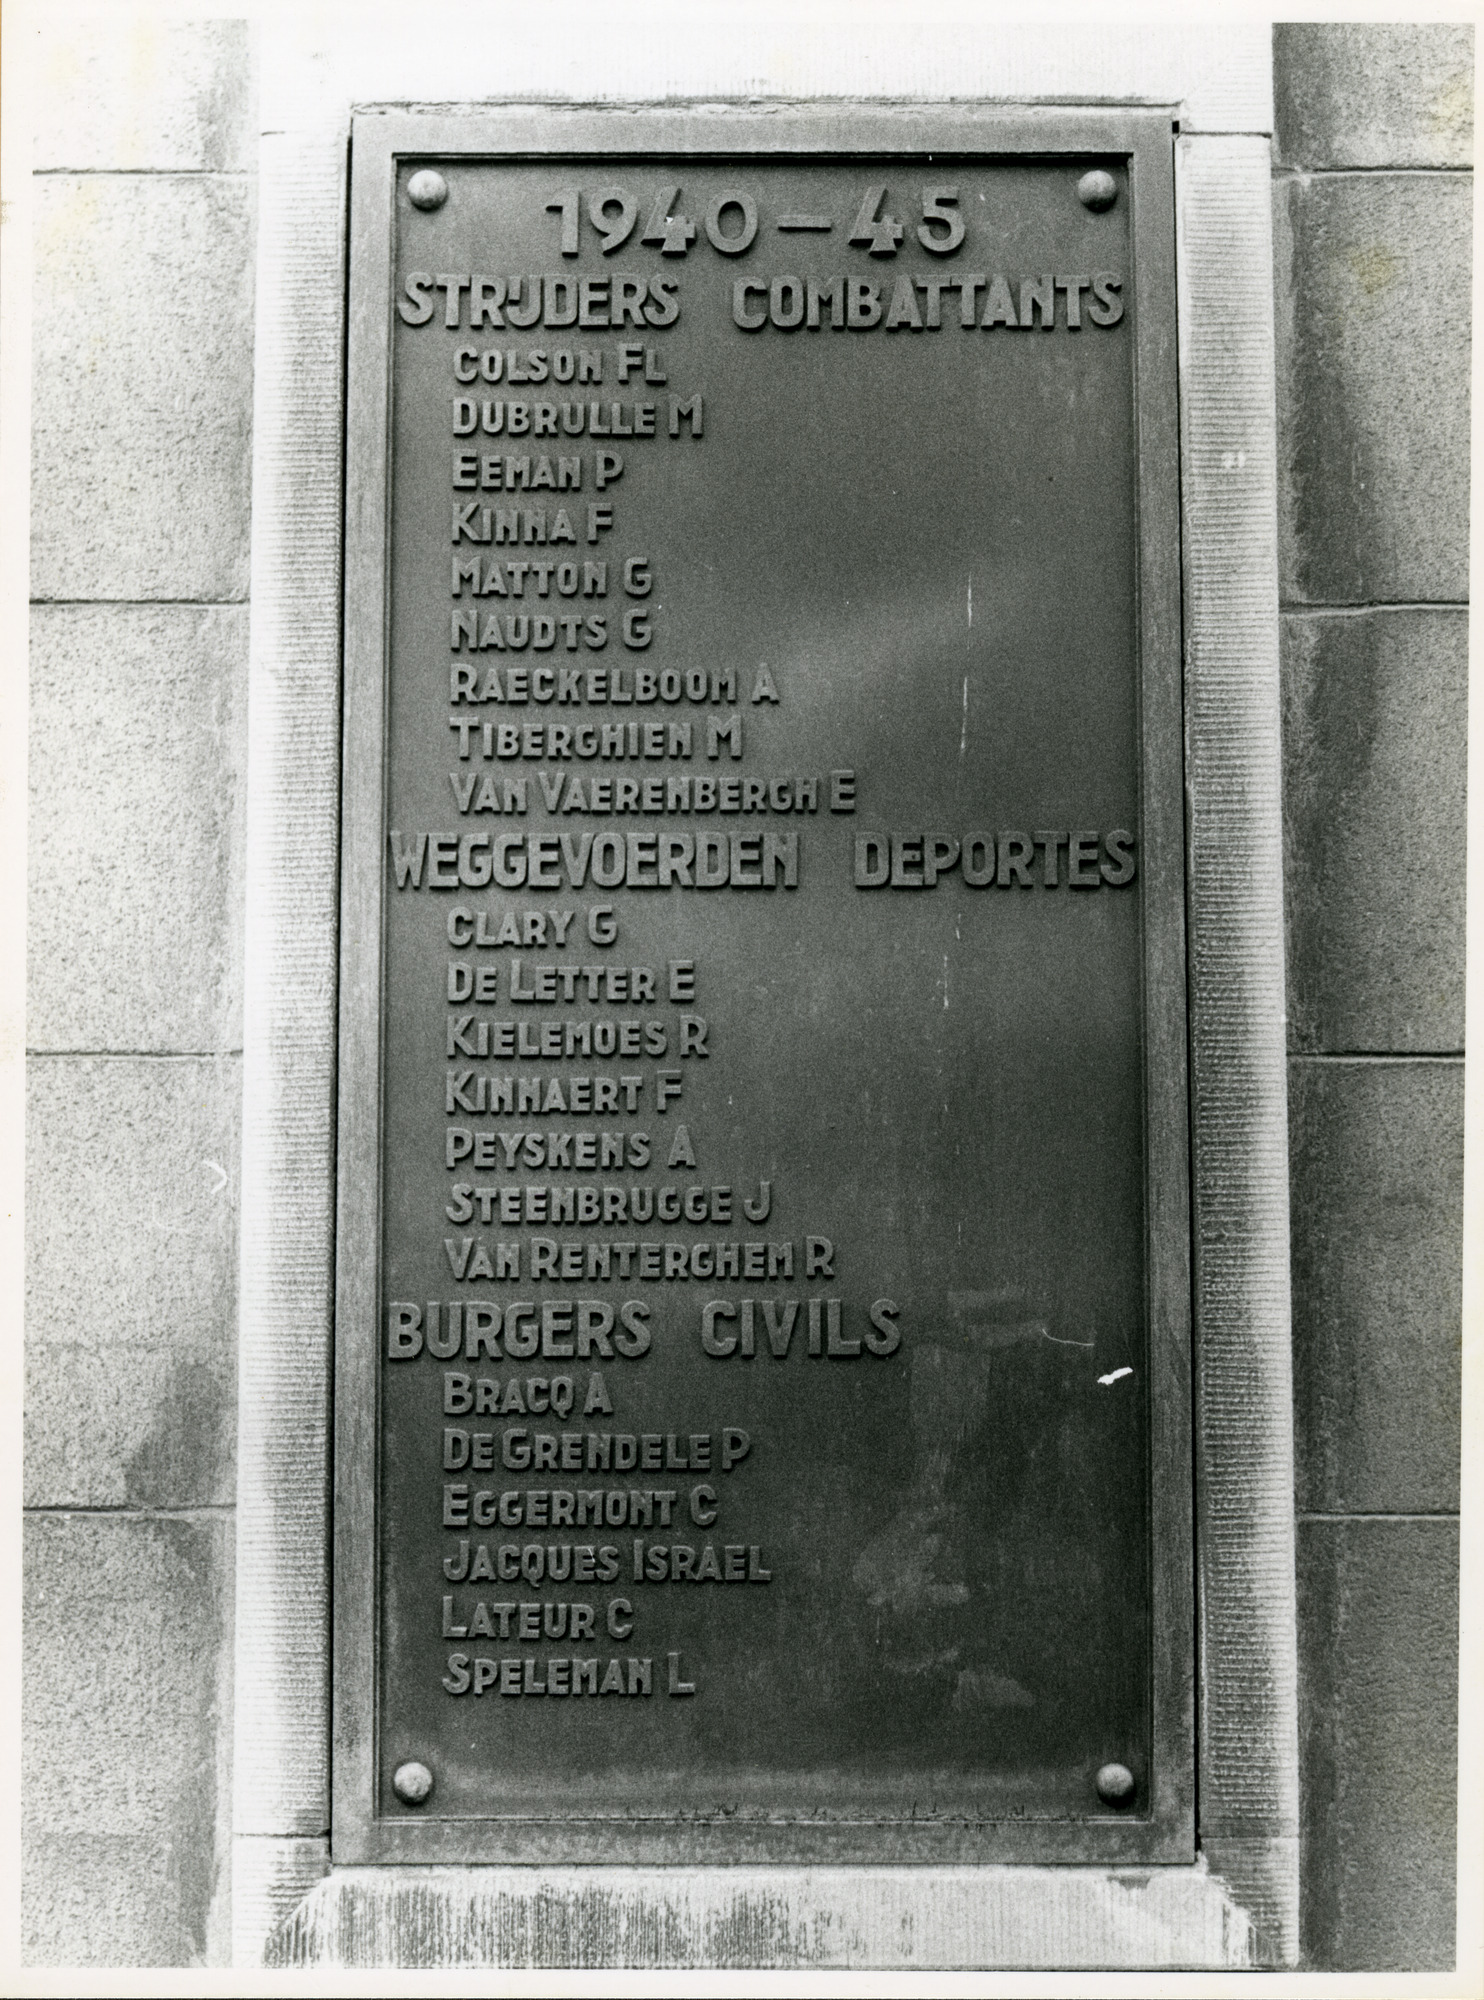 1940-45
STRIJDERS COMBATTANTS
COLSON FL
DUBRULLE M
EEMAN P
KINNA F
MATTON G
NAUDTS G
RAECKELBOOM A
TIBERGHIEN M
VAN VAERENBERGH E
WEGGEVOERDEN DEPORTES
CLARY G
DE LETTER E
KIELEMOES R
KINHAERT F
PEYSKENS A
STEENBRUGGE J
VAN RENTERGHEM R
BURGERS CIVILS
BRACQ A
DE GRENDELE P
EGGERMONT C
JACQUES ISRAEL
LATEUR C
SPELEMAN L